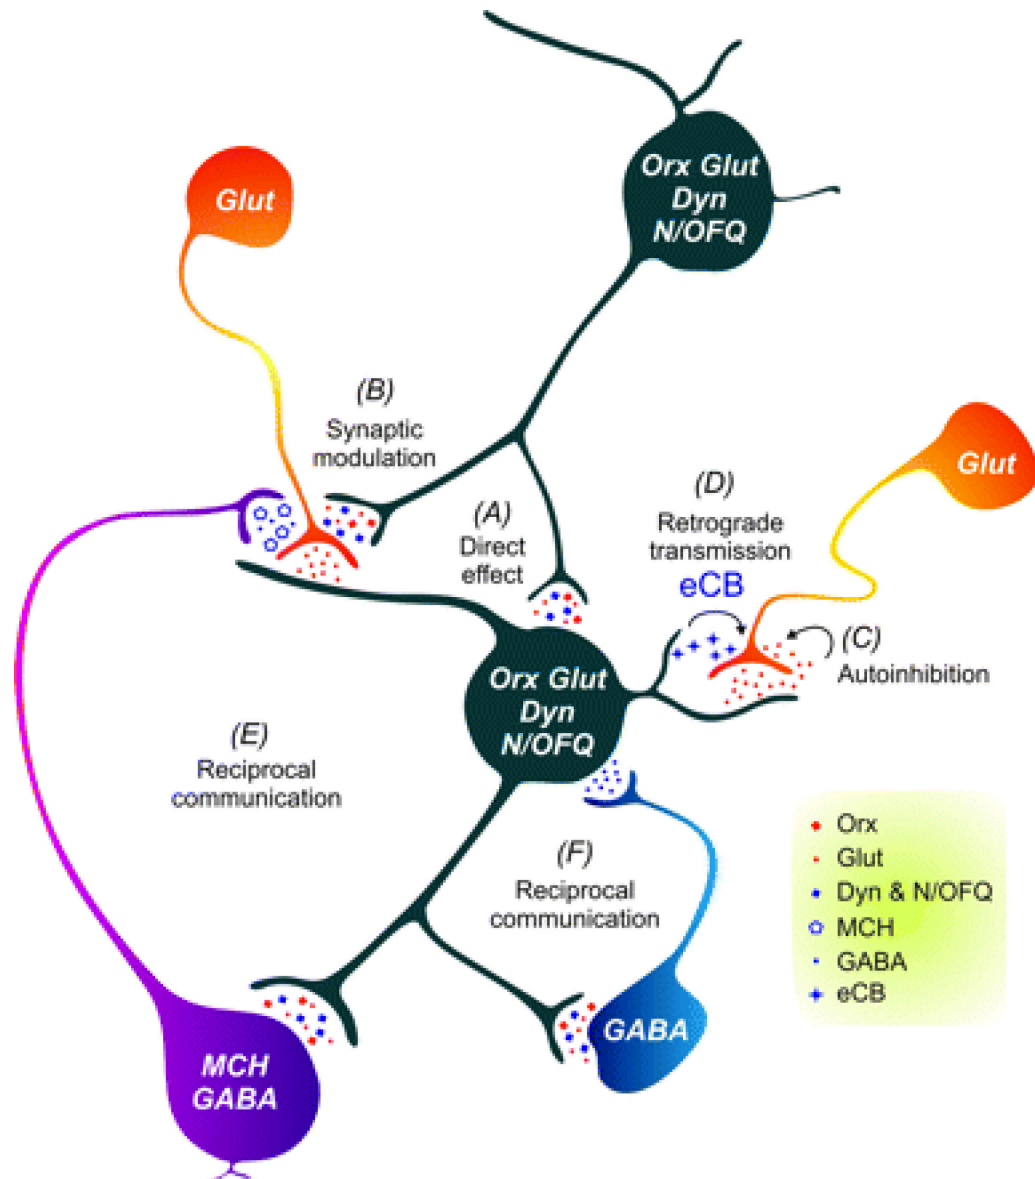 Orx Glut
Dyn
N/OFQ
Glut
(B)
Synaptic
modulation
(A)
Direct
effect
(D)
Retrograde
transmission
eCB
Glut
(C)
Autoinhibition
Orx Glut
Dyn
N/OFQ
(E)
Reciprocal
communication
(F)
Reciprocal
communication
Orx
Glut
Dyn & N/OFQ
MCH
GABA
eCB
GABA
MCH
GABA